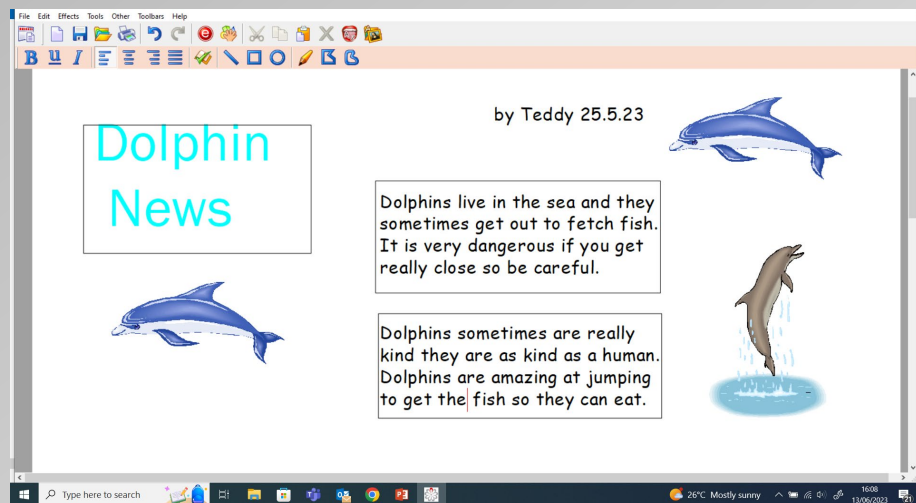 File Edit Effects Tools Other Toolbars Help
B U I
by Teddy 25.5.23
Dolphin
News
Dolphins live in the sea and they
sometimes get out to fetch fish.
It is very dangerous if you get
really close so be careful.
Dolphins sometimes are really
kind they are as kind as a human.
Dolphins are amazing at jumping
to get the fish so they can eat.
Type here to search
26°C Mostly sunny
16:08
13/06/2023